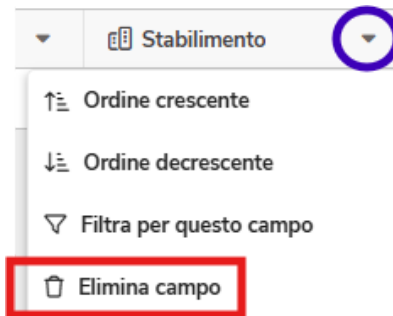 Stabilimento
Ordine crescente
Ordine decrescente
Filtra per questo campo
Elimina campo